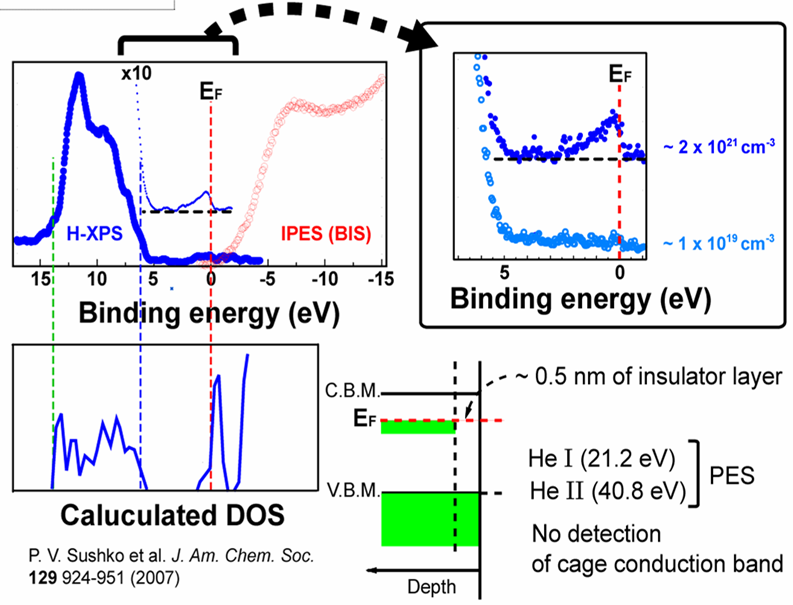 x10
EF
H-XPS
IPES (BIS)
15 10 5 0 -5 -10 -15
Binding energy (eV)
EF
~ 2 x 10²¹ cm⁻³
~ 1 x 10¹⁹ cm⁻³
5 0
Binding energy (eV)
Caluculated DOS
P. V. Sushko et al. J. Am. Chem. Soc.
129 924-951 (2007)
~ 0.5 nm of insulator layer
C.B.M.
EF
V.B.M.
Depth
He I (21.2 eV)
He II (40.8 eV)
PES
No detection
of cage conduction band